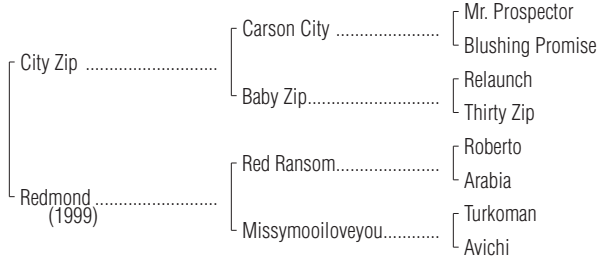 Mr. Prospector
Carson City ..................
Blushing Promise
City Zip .......................
Relaunch
Baby Zip.......................
Thirty Zip
Roberto
Red Ransom..................
Arabia
Redmond .....................
(1999)
Turkoman
Missymooiloveyou............
Avichi